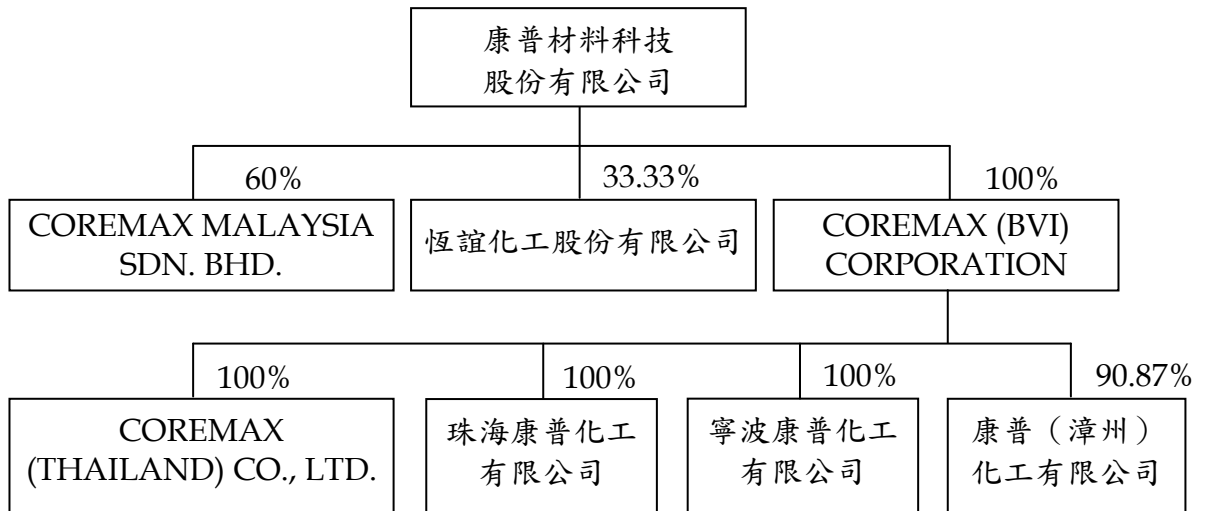 康普材料科技
股份有限公司
60%
33.33%
100%
COREMAX MALAYSIA
SDN. BHD.
恆誼化工股份有限公司
COREMAX (BVI)
CORPORATION
100%
100%
100%
90.87%
COREMAX
(THAILAND) CO., LTD.
珠海康普化工
有限公司
寧波康普化工
有限公司
康普（漳州）
化工有限公司